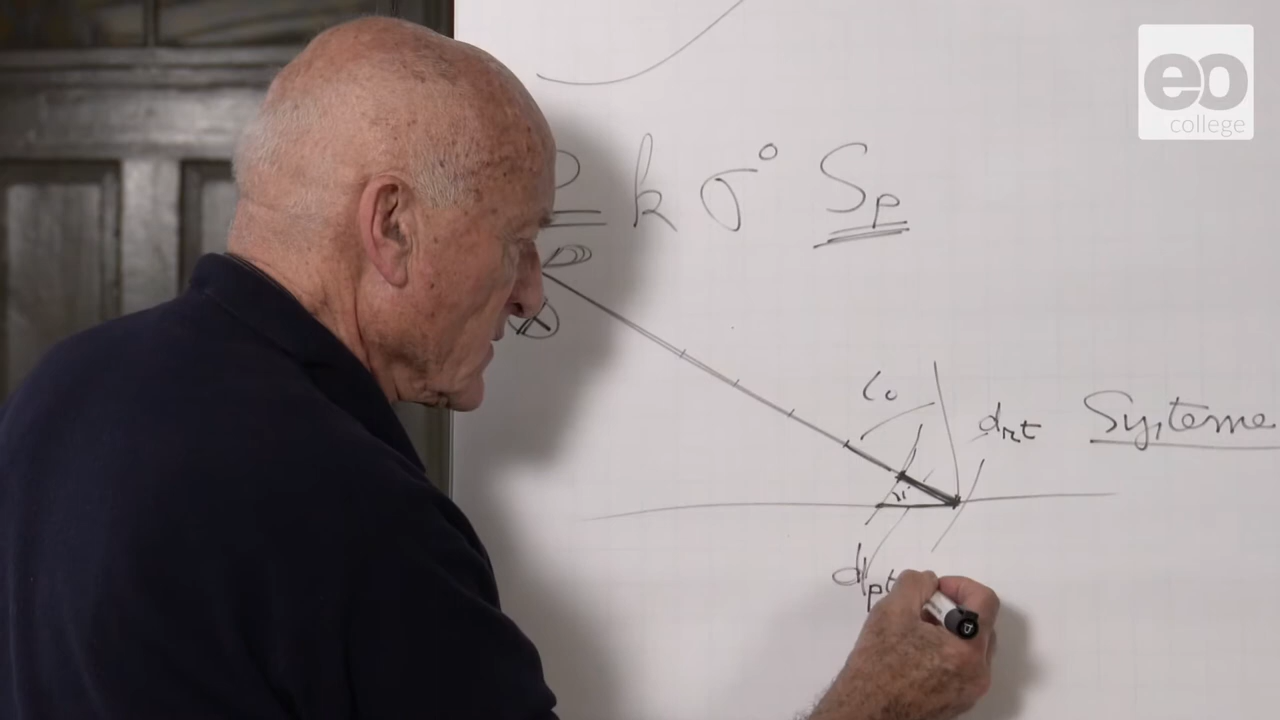 eo
college
k σ° Sp
drt Systeme
dpt